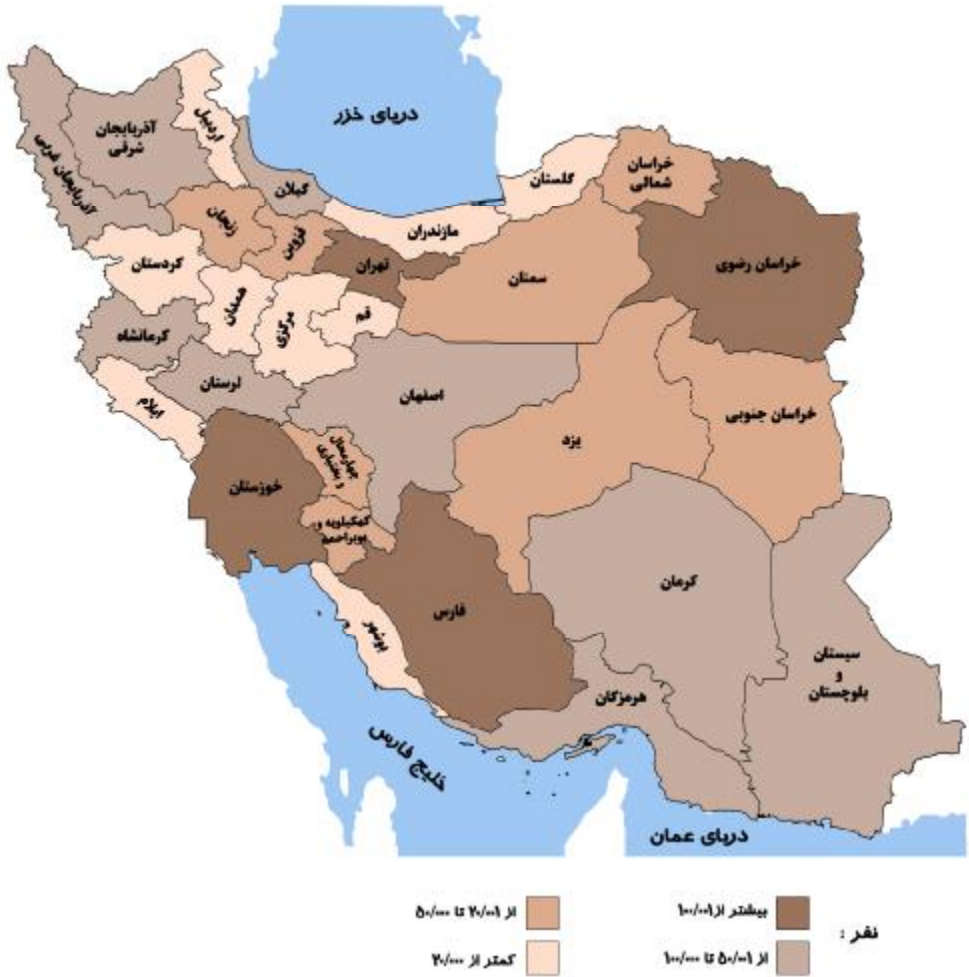 دریای خزر
آذربایجان
شرقی
اردبیل
آذربایجان غربی
گیلان
گلستان
خراسان
شمالی
مازندران
زنجان
قزوین
تهران
سمنان
خراسان رضوی
کردستان
همدان
مرکزی
قم
کرمانشاه
لرستان
اصفهان
ایلام
یزد
خراسان جنوبی
چهارمحال
و بختیاری
خوزستان
کهکیلویه و
بویراحمد
فارس
کرمان
بوشهر
سیستان
و
بلوچستان
هرمزگان
خلیج فارس
دریای عمان
نفر :
بیشتر از ۱۰۰/۰۰۱
از ۵۰/۰۰۱ تا ۱۰۰/۰۰۰
از ۲۰/۰۰۱ تا ۵۰/۰۰۰
کمتر از ۲۰/۰۰۰